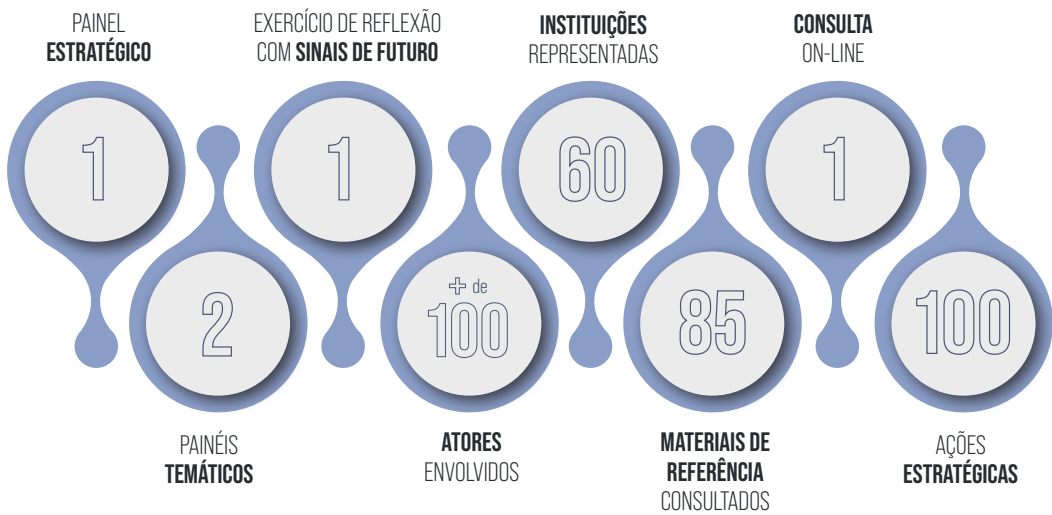 PAINEL
ESTRATÉGICO
1
2
PAINÉIS
TEMÁTICOS
EXERCÍCIO DE REFLEXÃO
COM SINAIS DE FUTURO
1
+ de
100
ATORES
ENVOLVIDOS
INSTITUIÇÕES
REPRESENTADAS
60
85
MATERIAIS DE
REFERÊNCIA
CONSULTADOS
CONSULTA
ON-LINE
1
100
AÇÕES
ESTRATÉGICAS